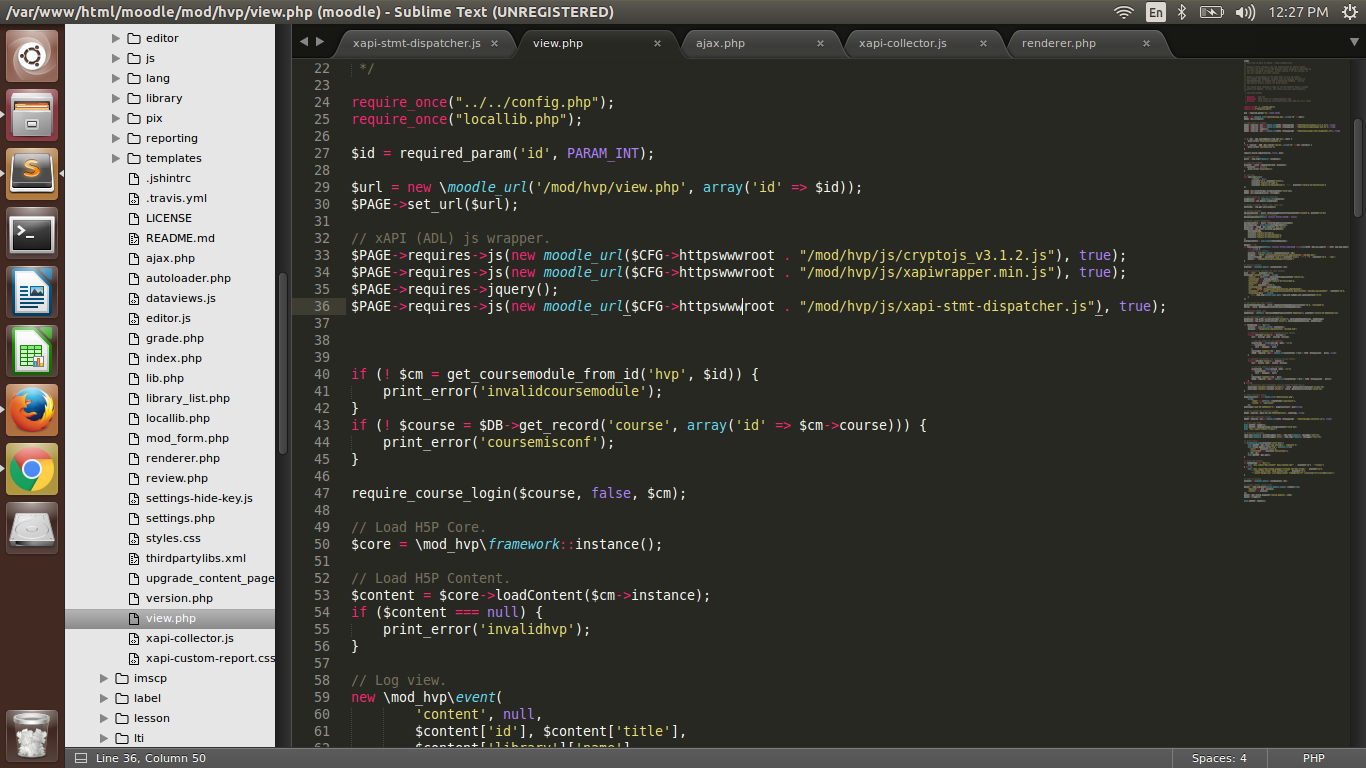 /var/www/html/moodle/mod/hvp/view.php (moodle) - Sublime Text (UNREGISTERED)
En
12:27 PM
editor
js
lang
library
pix
reporting
templates
.jshintrc
.travis.yml
LICENSE
README.md
ajax.php
autoloader.php
dataviews.js
editor.js
grade.php
index.php
lib.php
library_list.php
locallib.php
mod_form.php
renderer.php
review.php
settings-hide-key.js
settings.php
styles.css
thirdpartylibs.xml
upgrade_content_page
version.php
view.php
xapi-collector.js
xapi-custom-report.css
imscp
label
lesson
lti
xapi-stmt-dispatcher.js ×
view.php ×
ajax.php ×
xapi-collector.js ×
renderer.php ×
22 */
23
24 require_once("../../config.php");
25 require_once("locallib.php");
26
27 $id = required_param('id', PARAM_INT);
28
29 $url = new \moodle_url('/mod/hvp/view.php', array('id' => $id));
30 $PAGE->set_url($url);
31
32 // xAPI (ADL) js wrapper.
33 $PAGE->requires->js(new moodle_url($CFG->httpswwwroot . "/mod/hvp/js/cryptojs_v3.1.2.js"), true);
34 $PAGE->requires->js(new moodle_url($CFG->httpswwwroot . "/mod/hvp/js/xapiwrapper.min.js"), true);
35 $PAGE->requires->jquery();
36 $PAGE->requires->js(new moodle_url($CFG->httpswwwroot . "/mod/hvp/js/xapi-stmt-dispatcher.js"), true);
37
38
39
40 if (! $cm = get_coursemodule_from_id('hvp', $id)) {
41 print_error('invalidcoursemodule');
42 }
43 if (! $course = $DB->get_record('course', array('id' => $cm->course))) {
44 print_error('coursemisconf');
45 }
46
47 require_course_login($course, false, $cm);
48
49 // Load H5P Core.
50 $core = \mod_hvp\framework::instance();
51
52 // Load H5P Content.
53 $content = $core->loadContent($cm->instance);
54 if ($content === null) {
55 print_error('invalidhvp');
56 }
57
58 // Log view.
59 new \mod_hvp\event(
60 'content', null,
61 $content['id'], $content['title'],
62 $content['library']['name']
Line 36, Column 50
Spaces: 4
PHP